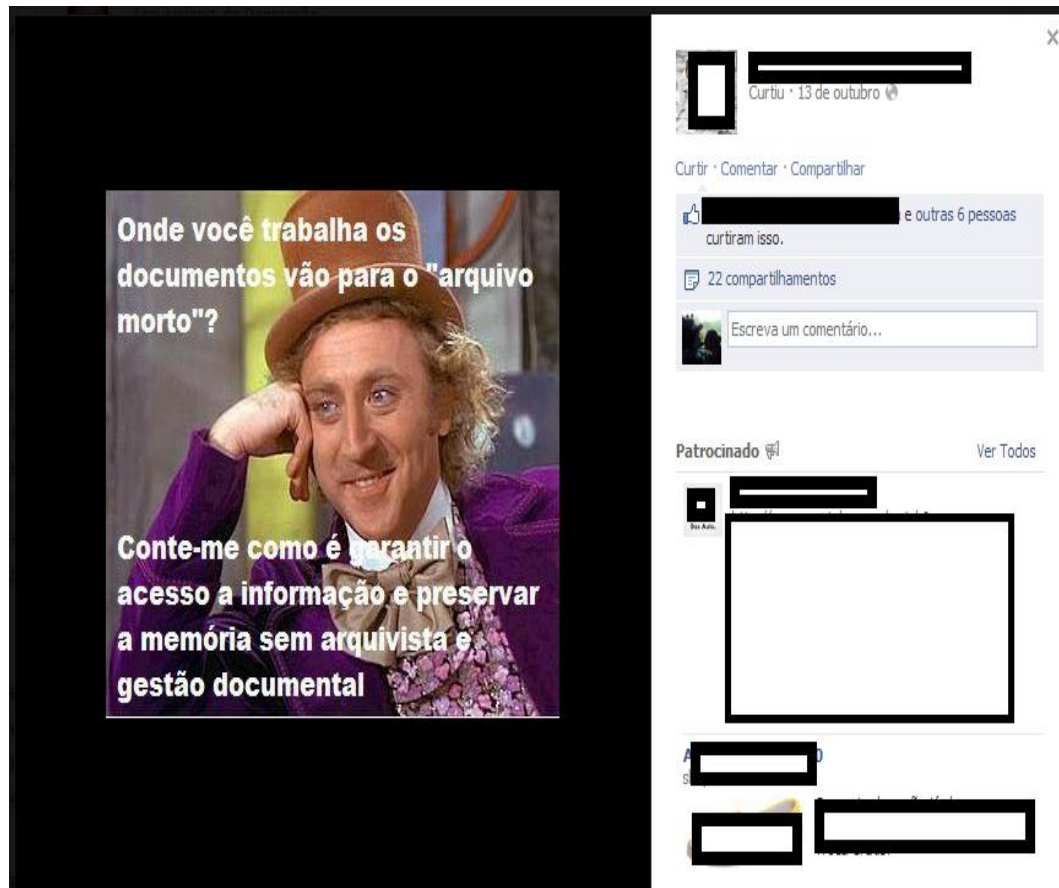 Onde você trabalha os
documentos vão para o "arquivo
morto"?
Conte-me como é garantir o
acesso a informação e preservar
a memória sem arquivista e
gestão documental
Curtiu · 13 de outubro
Curtir · Comentar · Compartilhar
e outras 6 pessoas
curtiram isso.
22 compartilhamentos
Escreva um comentário...
Patrocinado
Ver Todos